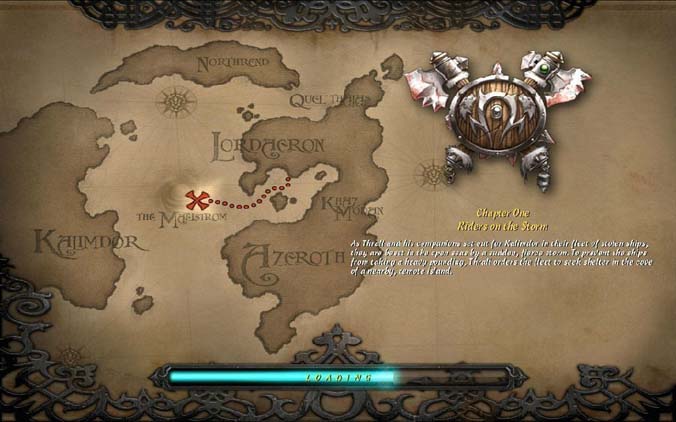 Northrend
Quel'thalas
Lordaeron
Khaz
Modan
the Maelstrom
Kalimdor
Azeroth
Chapter One
Riders on the Storm
As Thrall and his companions set out for Kalimdor in their fleet of stolen ships,
they are beset in the open seas by a sudden, fierce storm. To prevent the ships
from taking a heavy pounding, Thrall orders the fleet to seek shelter in the cove
of a nearby, remote island.
LOADING